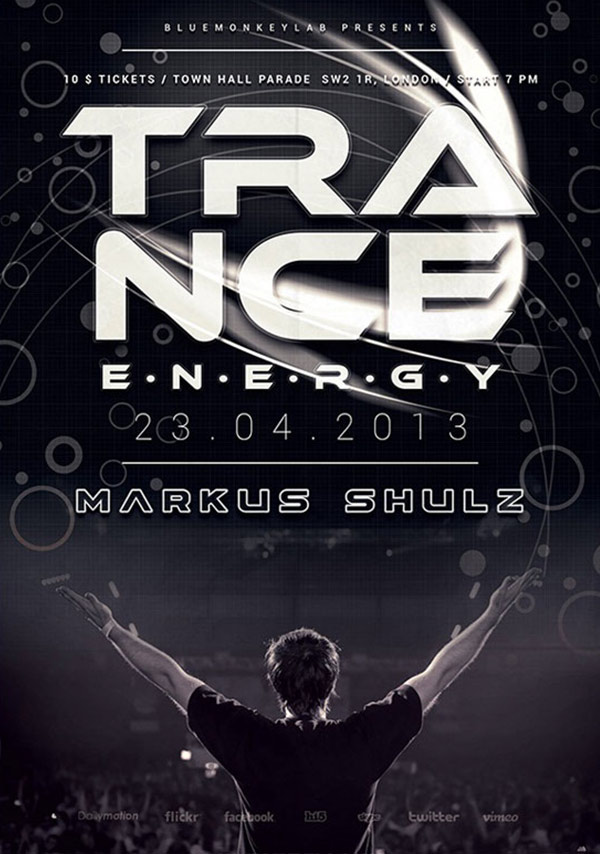 BLUEMONKEYLAB PRESENTS
10 $ TICKETS / TOWN HALL PARADE SW2 1R, LONDON / START 7 PM
TRA
NCE
E·N·E·R·G·Y
23.04.2013
MARKUS SHULZ
Dailymotion flickr facebook hi5 twitter vimeo